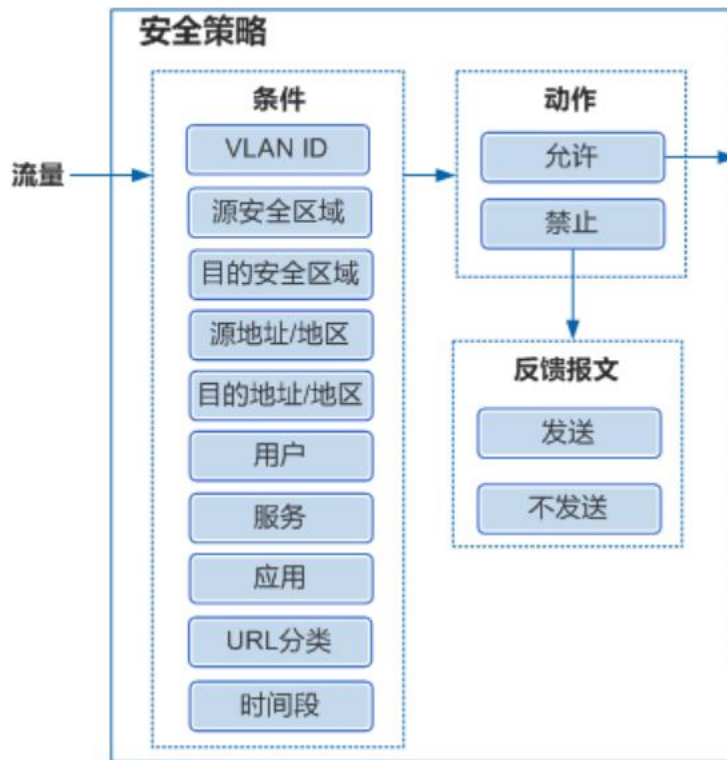 安全策略
流量
条件
VLAN ID
源安全区域
目的安全区域
源地址/地区
目的地址/地区
用户
服务
应用
URL分类
时间段
动作
允许
禁止
反馈报文
发送
不发送